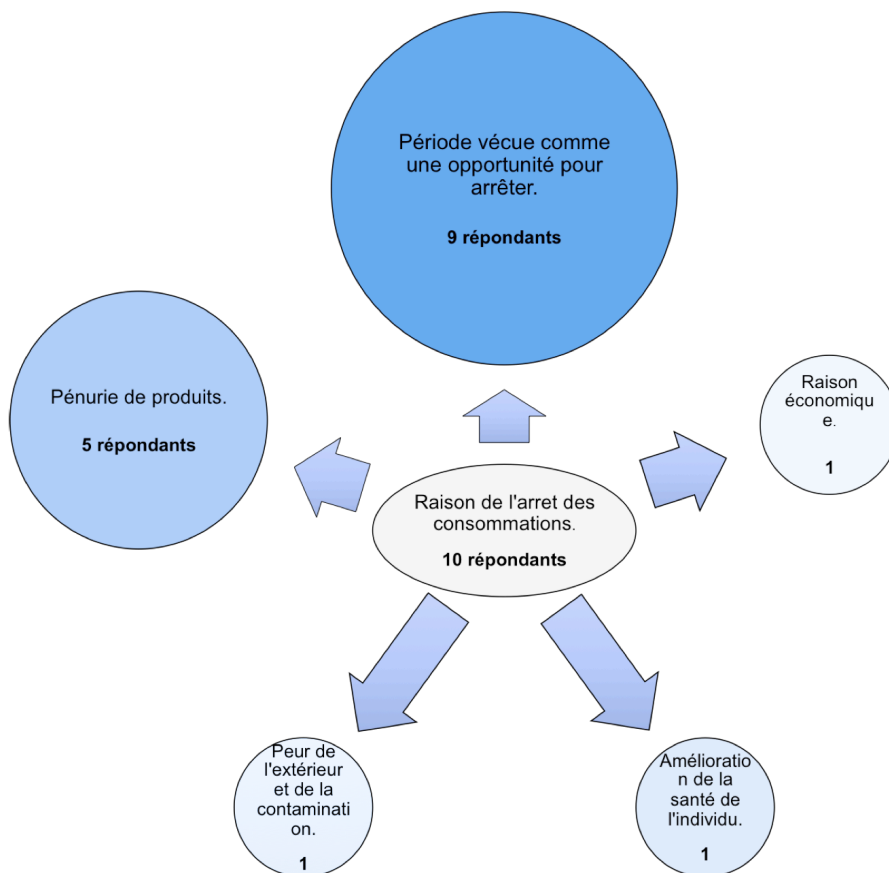 Période vécue comme
une opportunité pour
arrêter.
9 répondants
Pénurie de produits.
5 répondants
Raison
économiqu
e.
1
Raison de l'arret des
consommations.
10 répondants
Peur de
l'extérieur
et de la
contaminati
on.
1
Amélioratio
n de la
santé de
l'individu.
1